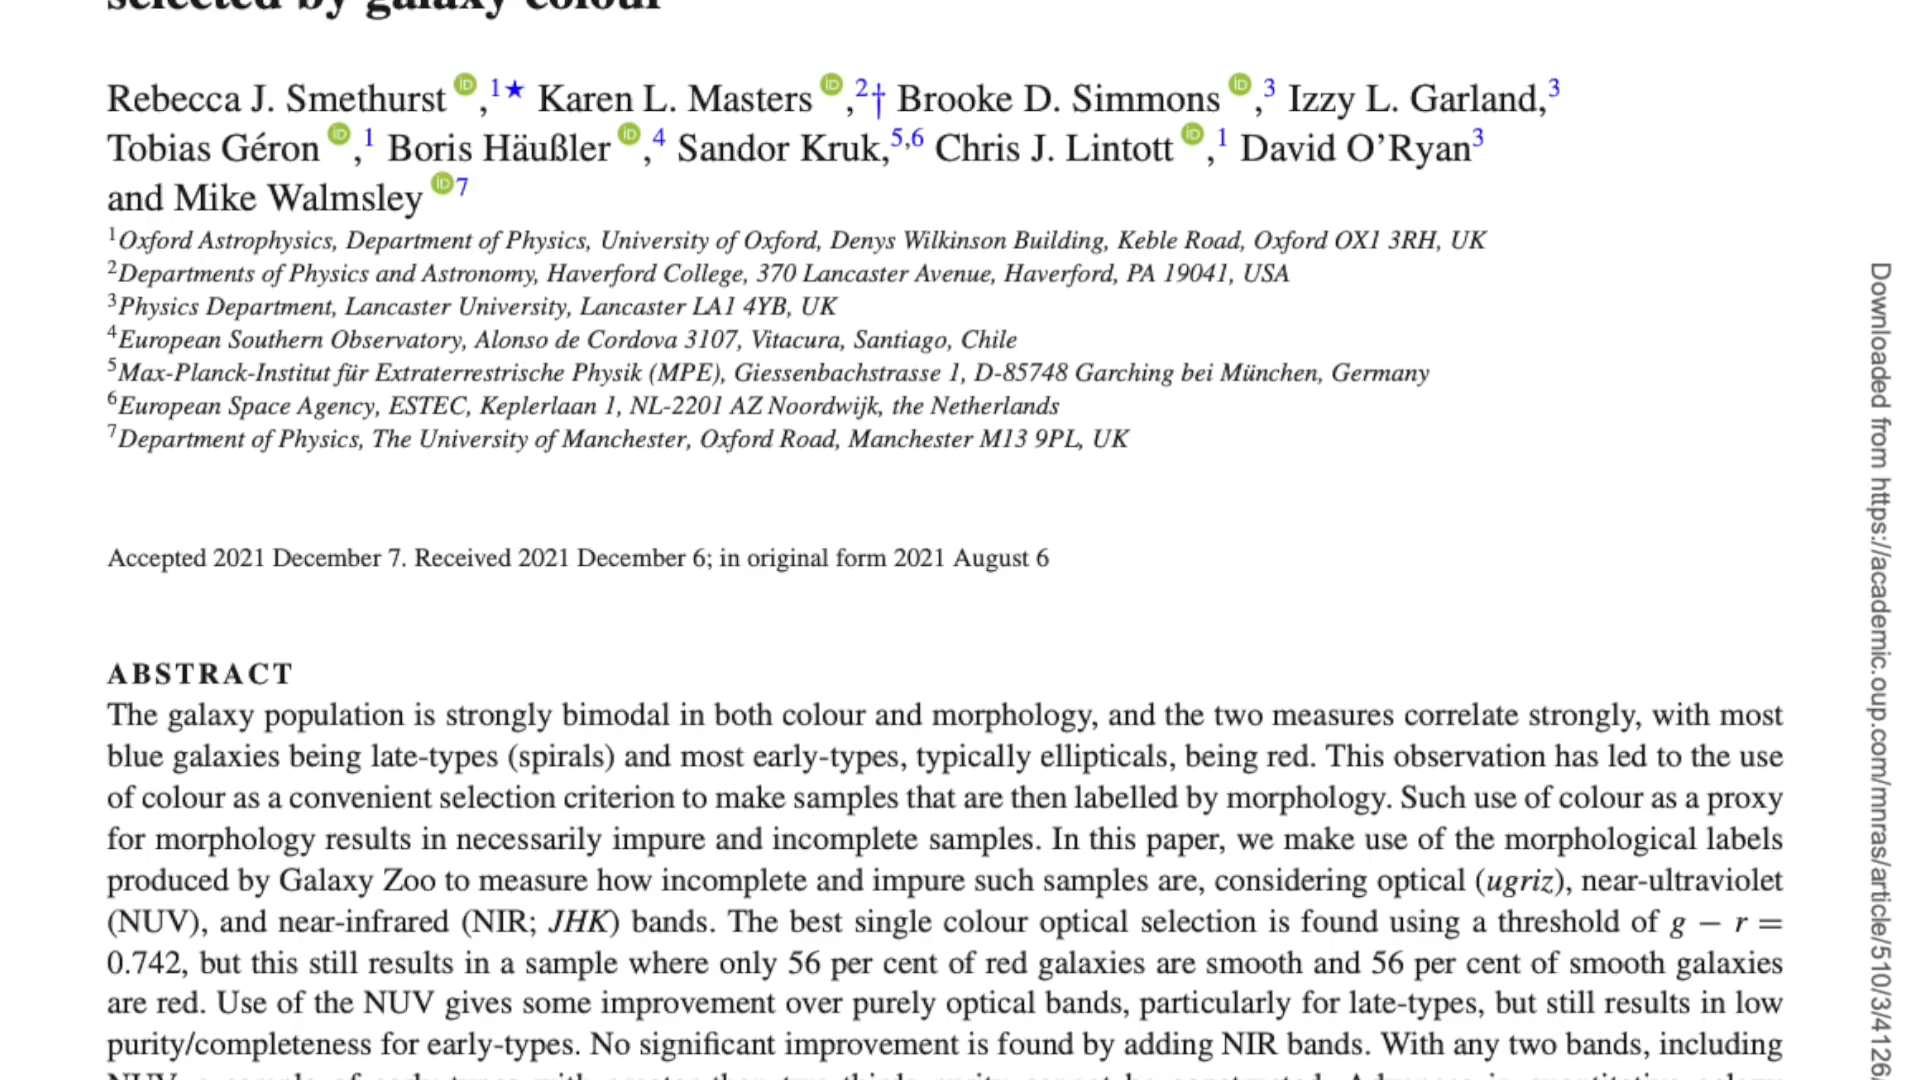 selected by galaxy colour
Rebecca J. Smethurst iD,1★ Karen L. Masters iD,2† Brooke D. Simmons iD,3 Izzy L. Garland,3
Tobias Géron iD,1 Boris Häußler iD,4 Sandor Kruk,5,6 Chris J. Lintott iD,1 David O’Ryan3
and Mike Walmsley iD7
1Oxford Astrophysics, Department of Physics, University of Oxford, Denys Wilkinson Building, Keble Road, Oxford OX1 3RH, UK
2Departments of Physics and Astronomy, Haverford College, 370 Lancaster Avenue, Haverford, PA 19041, USA
3Physics Department, Lancaster University, Lancaster LA1 4YB, UK
4European Southern Observatory, Alonso de Cordova 3107, Vitacura, Santiago, Chile
5Max-Planck-Institut für Extraterrestrische Physik (MPE), Giessenbachstrasse 1, D-85748 Garching bei München, Germany
6European Space Agency, ESTEC, Keplerlaan 1, NL-2201 AZ Noordwijk, the Netherlands
7Department of Physics, The University of Manchester, Oxford Road, Manchester M13 9PL, UK
Accepted 2021 December 7. Received 2021 December 6; in original form 2021 August 6
ABSTRACT
The galaxy population is strongly bimodal in both colour and morphology, and the two measures correlate strongly, with most
blue galaxies being late-types (spirals) and most early-types, typically ellipticals, being red. This observation has led to the use
of colour as a convenient selection criterion to make samples that are then labelled by morphology. Such use of colour as a proxy
for morphology results in necessarily impure and incomplete samples. In this paper, we make use of the morphological labels
produced by Galaxy Zoo to measure how incomplete and impure such samples are, considering optical (ugriz), near-ultraviolet
(NUV), and near-infrared (NIR; JHK) bands. The best single colour optical selection is found using a threshold of g − r =
0.742, but this still results in a sample where only 56 per cent of red galaxies are smooth and 56 per cent of smooth galaxies
are red. Use of the NUV gives some improvement over purely optical bands, particularly for late-types, but still results in low
purity/completeness for early-types. No significant improvement is found by adding NIR bands. With any two bands, including
Downloaded from https://academic.oup.com/mnras/article/510/3/4126/